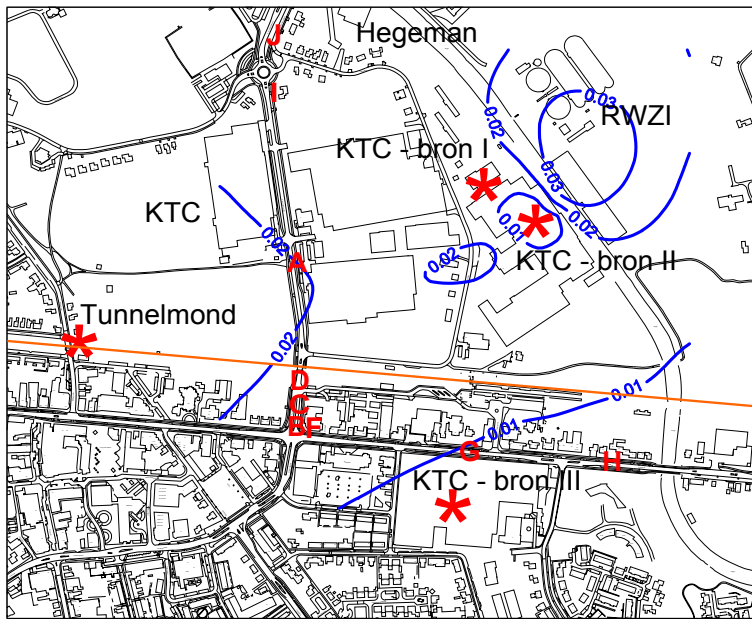 J
Hegeman
I
0.03
RWZI
0.02
KTC - bron I
0.03
KTC
0.01
0.02
0.02
A
0.02
KTC - bron II
Tunnelmond
0.02
D
0.01
C
BF
0.01
G
H
KTC - bron III